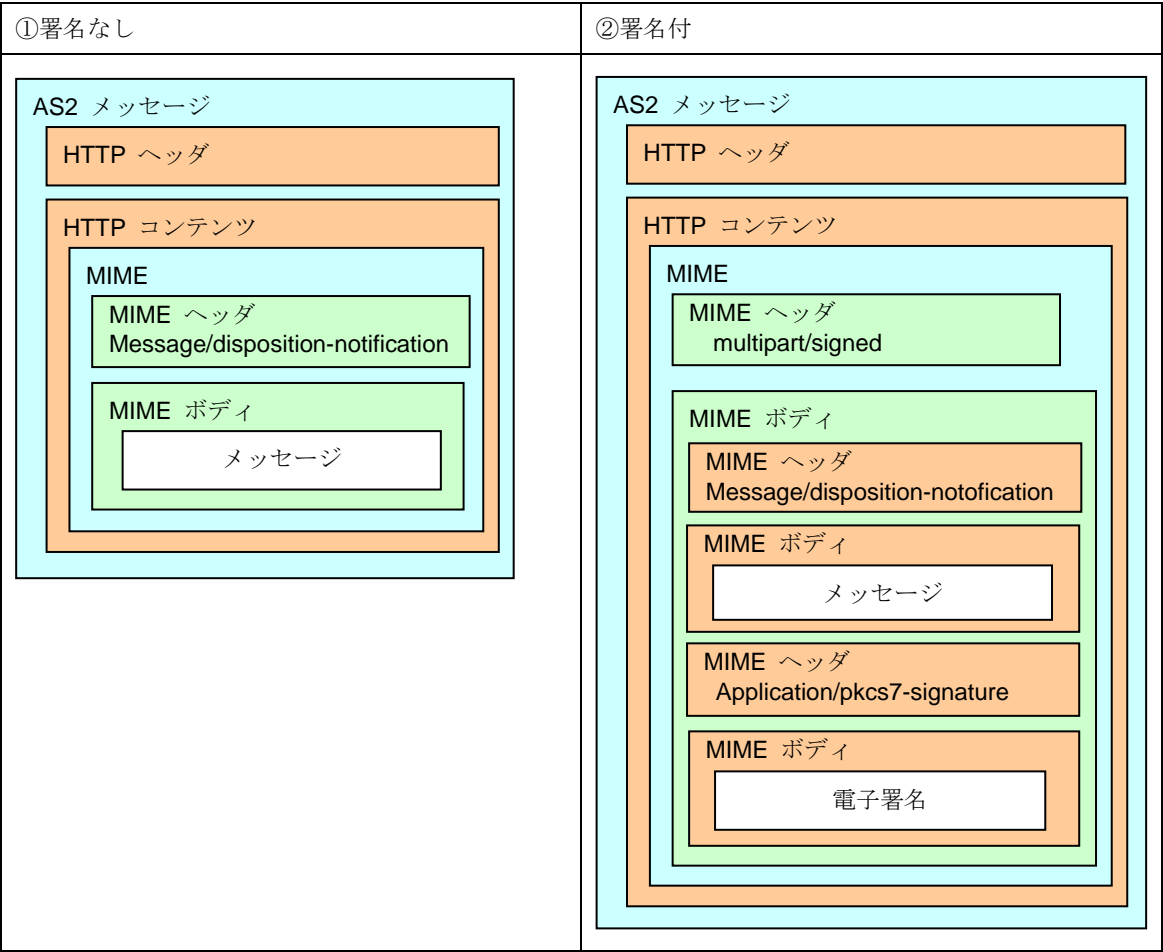 ①署名なし
AS2 メッセージ
HTTP ヘッダ
HTTP コンテンツ
MIME
MIME ヘッダ
Message/disposition-notification
MIME ボディ
メッセージ
②署名付
AS2 メッセージ
HTTP ヘッダ
HTTP コンテンツ
MIME
MIME ヘッダ
multipart/signed
MIME ボディ
MIME ヘッダ
Message/disposition-notofication
MIME ボディ
メッセージ
MIME ヘッダ
Application/pkcs7-signature
MIME ボディ
電子署名